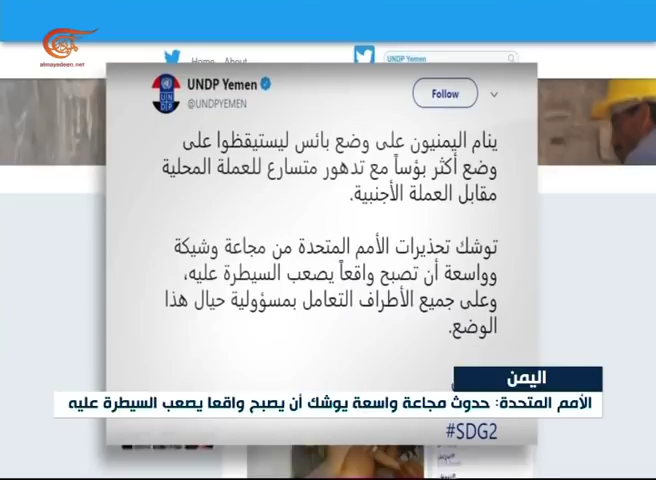 almayadeen.net
Home About
UNDP Yemen
UNDP Yemen
@UNDPYEMEN
Follow
ينام اليمنيون على وضع بائس ليستيقظوا على
وضع أكثر بؤساً مع تدهور متسارع للعملة المحلية
مقابل العملة الأجنبية.
توشك تحذيرات الأمم المتحدة من مجاعة وشيكة
وواسعة أن تصبح واقعاً يصعب السيطرة عليه،
وعلى جميع الأطراف التعامل بمسؤولية حيال هذا
الوضع.
اليمن
الأمم المتحدة: حدوث مجاعة واسعة يوشك أن يصبح واقعا يصعب السيطرة عليه
#SDG2